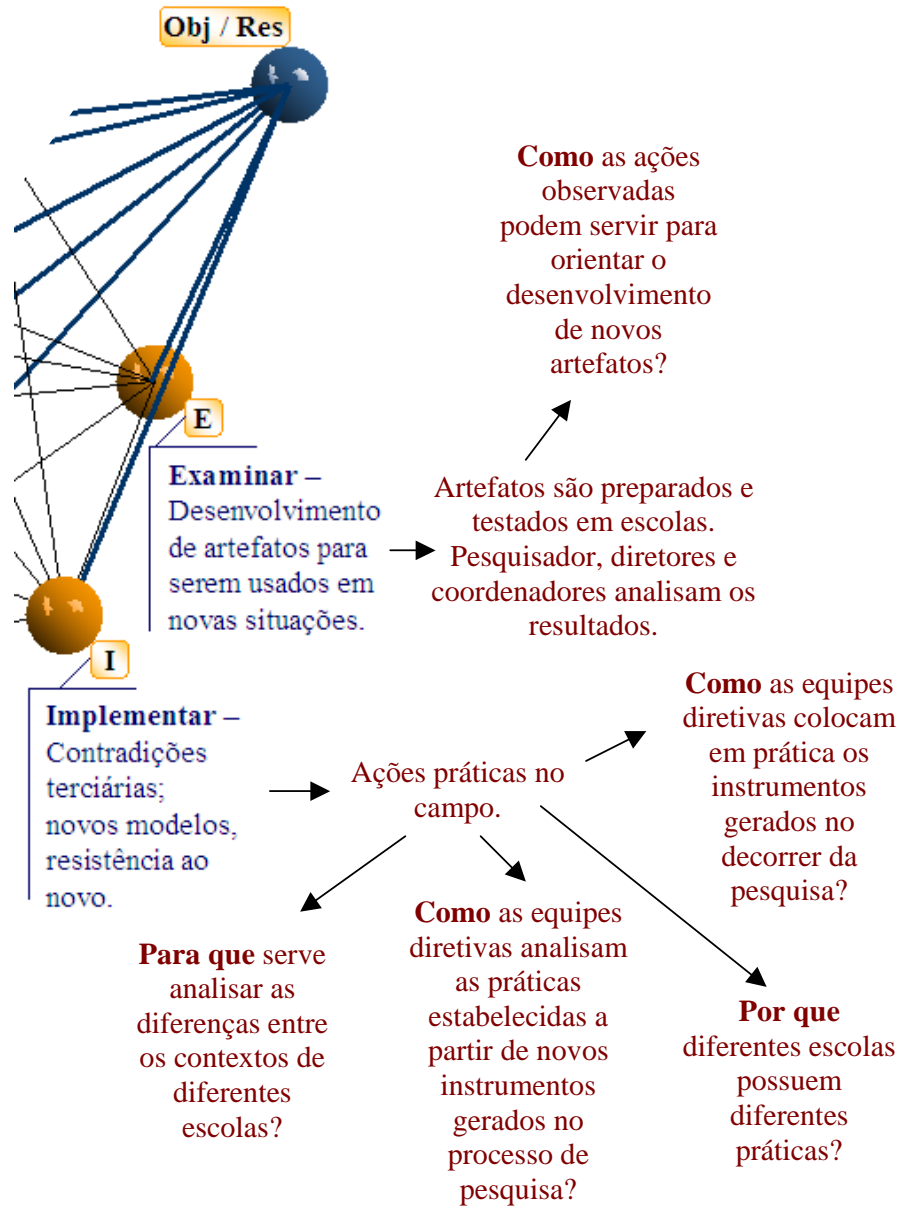 Obj / Res
Como as ações
observadas
podem servir para
orientar o
desenvolvimento
de novos
artefatos?
E
Examinar –
Desenvolvimento
de artefatos para
serem usados em
novas situações.
Artefatos são preparados e
testados em escolas.
Pesquisador, diretores e
coordenadores analisam os
resultados.
I
Implementar –
Contradições
terciárias;
novos modelos,
resistência ao
novo.
Ações práticas no
campo.
Como as equipes
diretivas colocam
em prática os
instrumentos
gerados no
decorrer da
pesquisa?
Para que serve
analisar as
diferenças entre
os contextos de
diferentes
escolas?
Como as equipes
diretivas analisam
as práticas
estabelecidas a
partir de novos
instrumentos
gerados no
processo de
pesquisa?
Por que
diferentes escolas
possuem
diferentes
práticas?